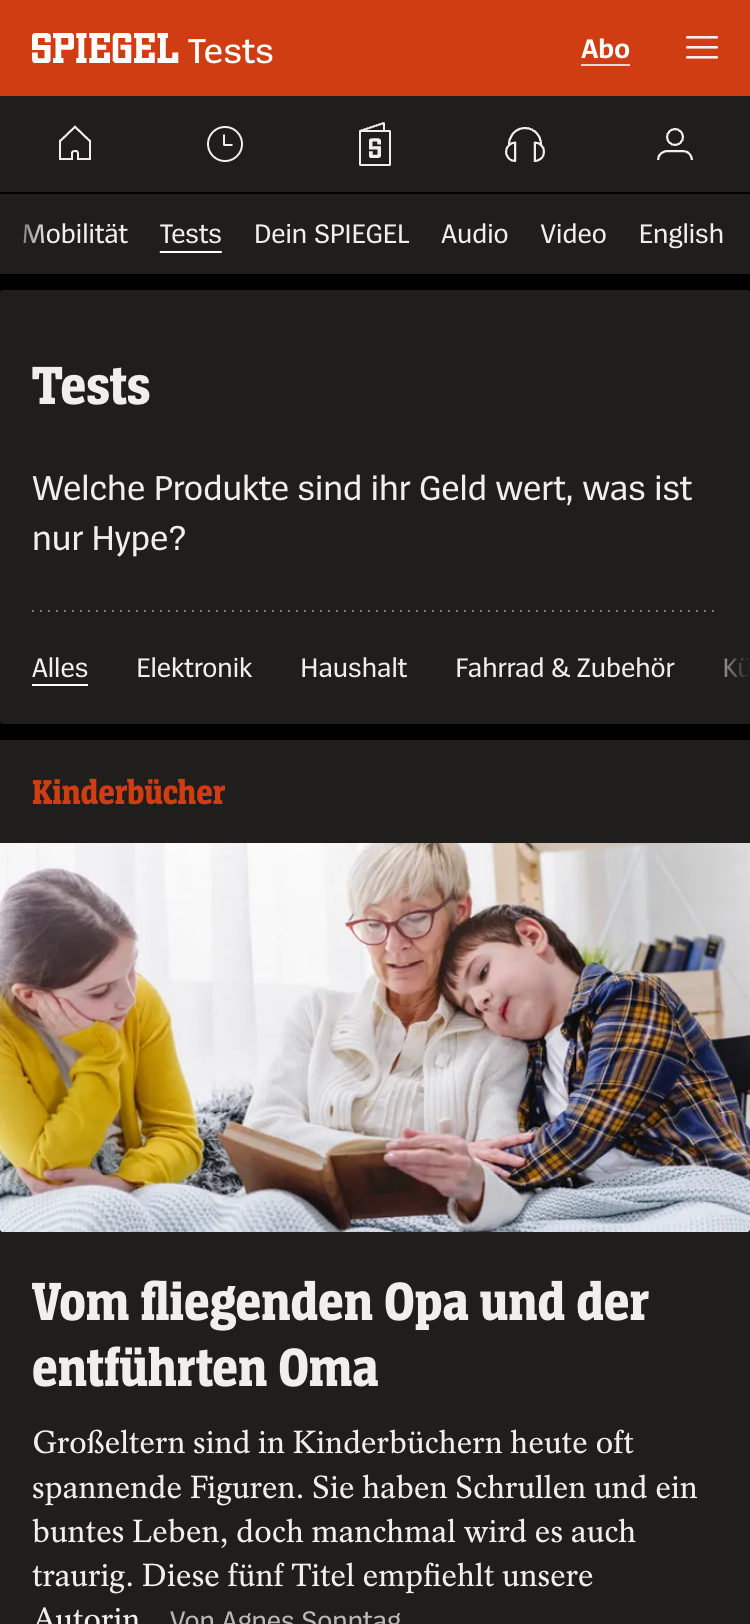 SPIEGEL Tests
Abo
S
Mobilität Tests Dein SPIEGEL Audio Video English
Tests
Welche Produkte sind ihr Geld wert, was ist
nur Hype?
Alles Elektronik Haushalt Fahrrad & Zubehör Kü
Kinderbücher
Vom fliegenden Opa und der
entführten Oma
Großeltern sind in Kinderbüchern heute oft
spannende Figuren. Sie haben Schrullen und ein
buntes Leben, doch manchmal wird es auch
traurig. Diese fünf Titel empfiehlt unsere
Autorin. Von Agnes Sonntag